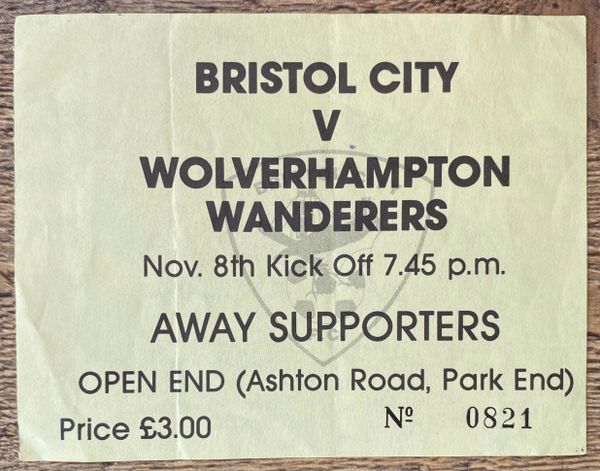 BRISTOL CITY
V
WOLVERHAMPTON
WANDERERS
Nov. 8th Kick Off 7.45 p.m.
AWAY SUPPORTERS
OPEN END (Ashton Road, Park End)
Price £3.00 Nº 0821